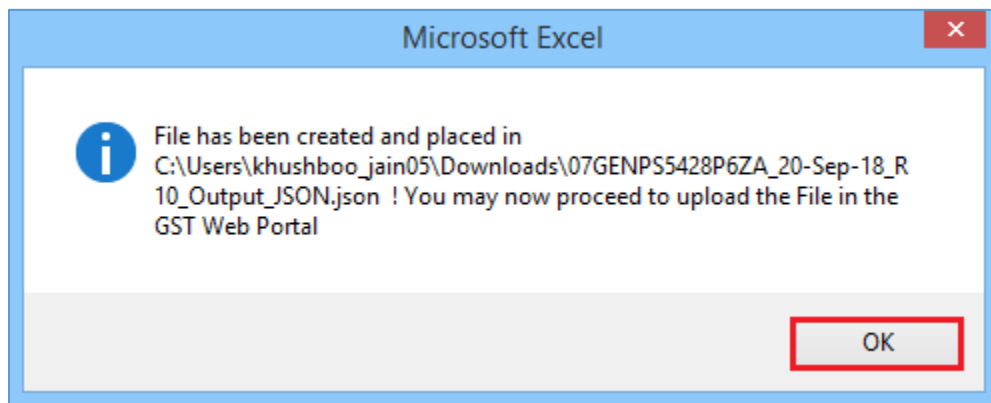 Microsoft Excel
File has been created and placed in
C:\Users\khushboo_jain05\Downloads\07GENPS5428P6ZA_20-Sep-18_R
10_Output_JSON.json  ! You may now proceed to upload the File in the
GST Web Portal
OK